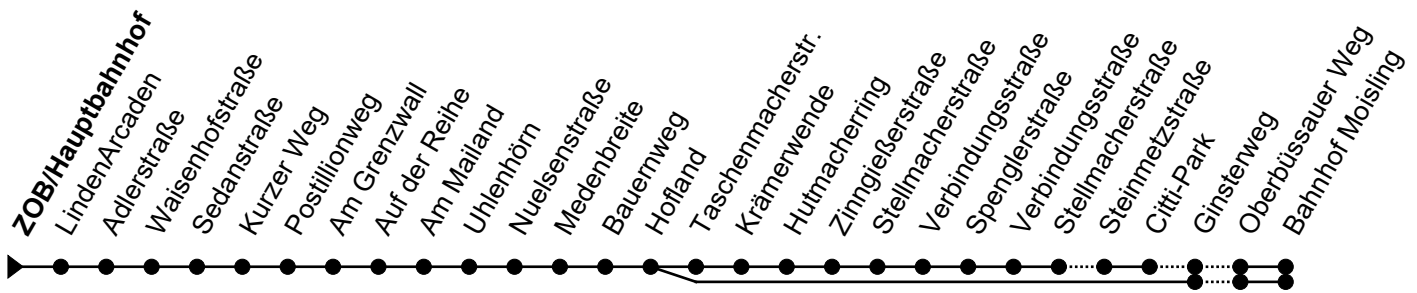 ZOB/Hauptbahnhof
LindenArcaden
Adlerstraße
Waisenhofstraße
Sedanstraße
Kurzer Weg
Postillionweg
Am Grenzwall
Auf der Reihe
Am Mailand
Uhlenhörn
Nuelsenstraße
Medenbreite
Bauernweg
Hofland
Taschenmacherstr.
Krämerwende
Hutmacherring
Zinngießerstraße
Stellmacherstraße
Verbindungsstraße
Spenglerstraße
Verbindungsstraße
Stellmacherstraße
Steinmetzstraße
Citti-Park
Ginsterweg
Oberbüssauer Weg
Bahnhof Moisling